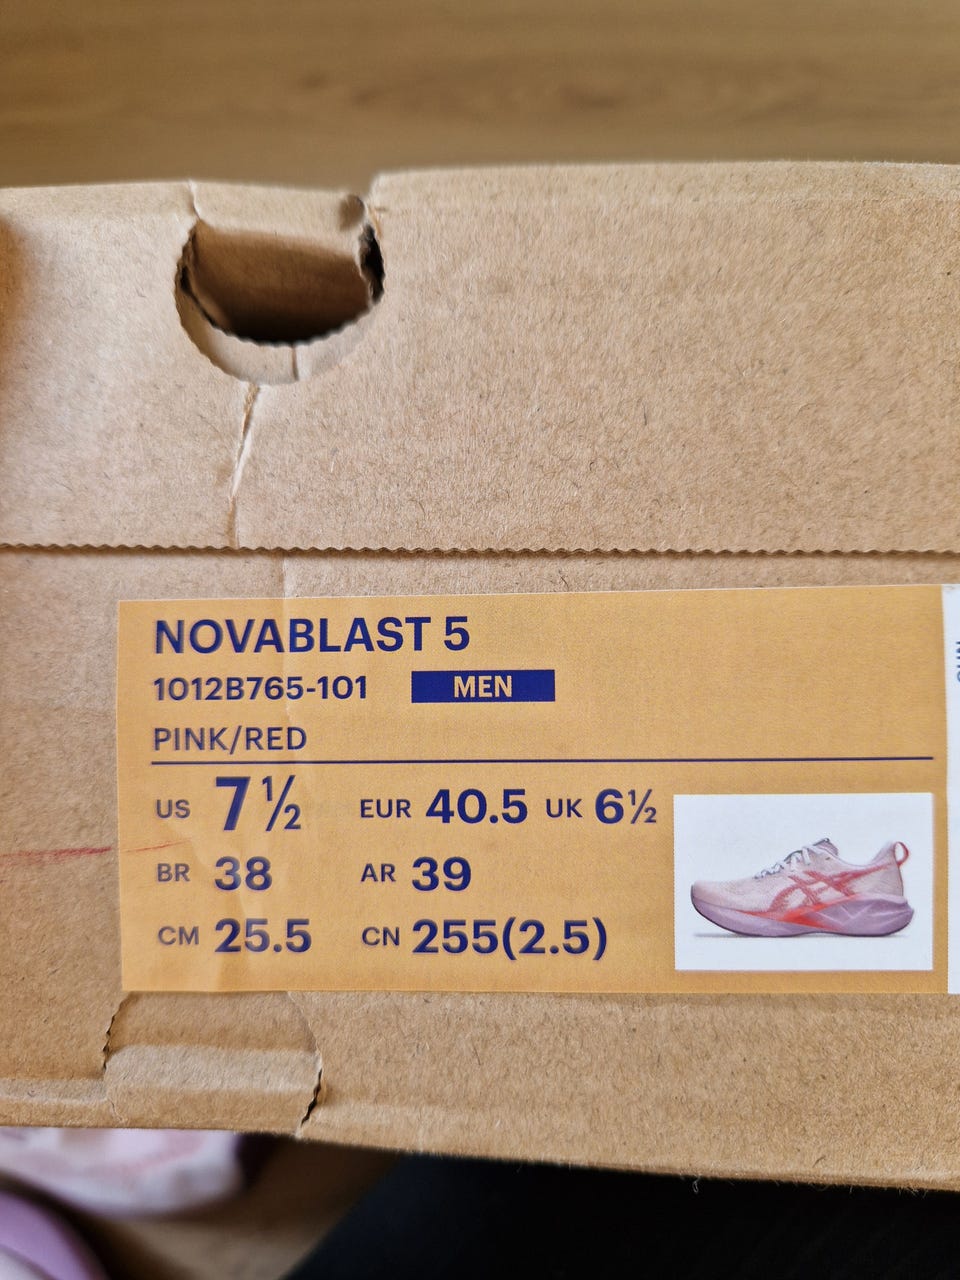 NOVABLAST 5
1012B765-101 MEN
PINK/RED
US 7½ EUR 40.5 UK 6½
BR 38 AR 39
CM 25.5 CN 255(2.5)